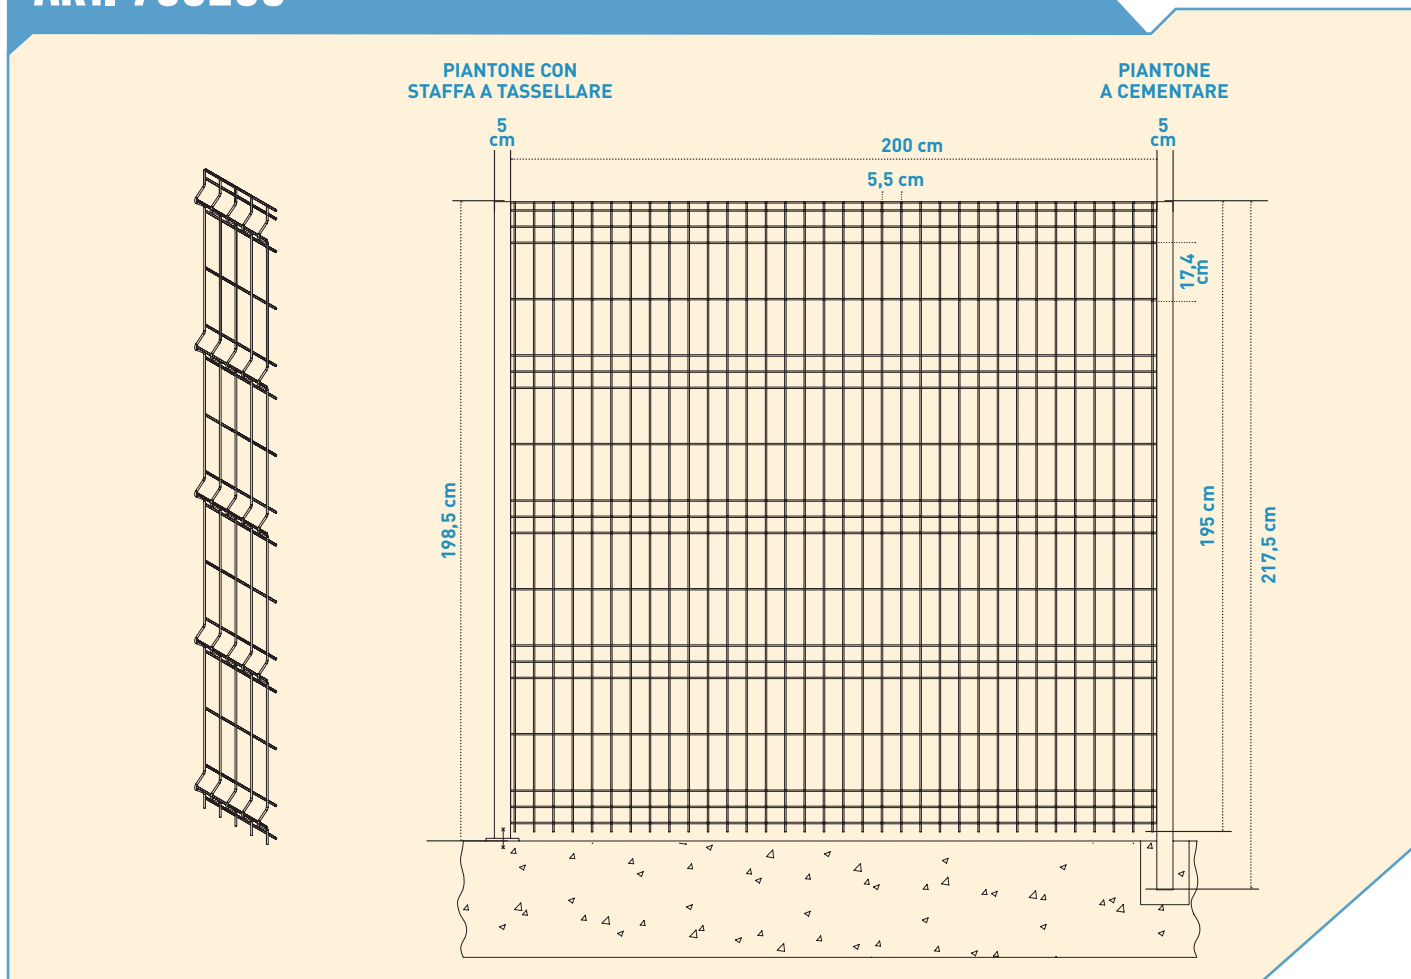 PIANTONE CON
STAFFA A TASSELLARE
PIANTONE
A CEMENTARE
5
cm
200 cm
5
cm
5,5 cm
17,4
cm
198,5 cm
195 cm
217,5 cm